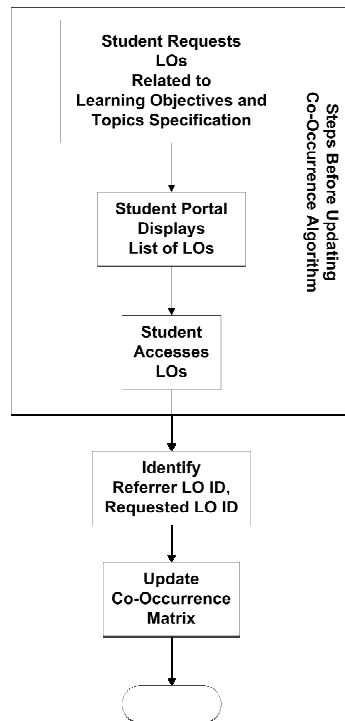 Student Requests
LOs
Related to
Learning Objectives and
Topics Specification
Steps Before Updating
Co-Occurrence Algorithm
Student Portal
Displays
List of LOs
Student
Accesses
LOs
Identify
Referrer LO ID,
Requested LO ID
Update
Co-Occurrence
Matrix